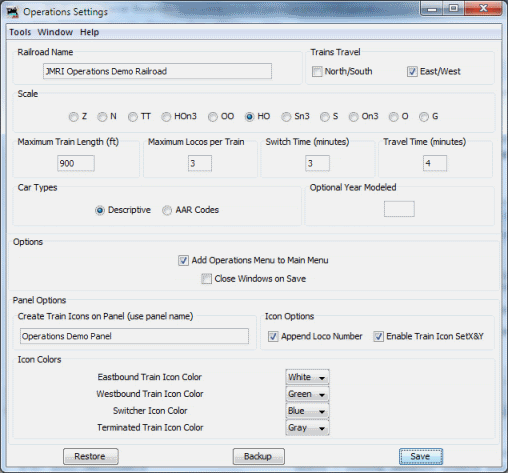 Operations Settings
Tools Window Help
Railroad Name
Trains Travel
JMRI Operations Demo Railroad
North/South East/West
Scale
Z N TT HOn3 OO HO Sn3 S On3 O G
Maximum Train Length (ft) Maximum Locos per Train Switch Time (minutes) Travel Time (minutes)
900 3 3 4
Car Types
Optional Year Modeled
Descriptive AAR Codes
Options
Add Operations Menu to Main Menu
Close Windows on Save
Panel Options
Create Train Icons on Panel (use panel name)
Icon Options
Operations Demo Panel
Append Loco Number Enable Train Icon SetX&Y
Icon Colors
Eastbound Train Icon Color White
Westbound Train Icon Color Green
Switcher Icon Color Blue
Terminated Train Icon Color Gray
Restore Backup Save